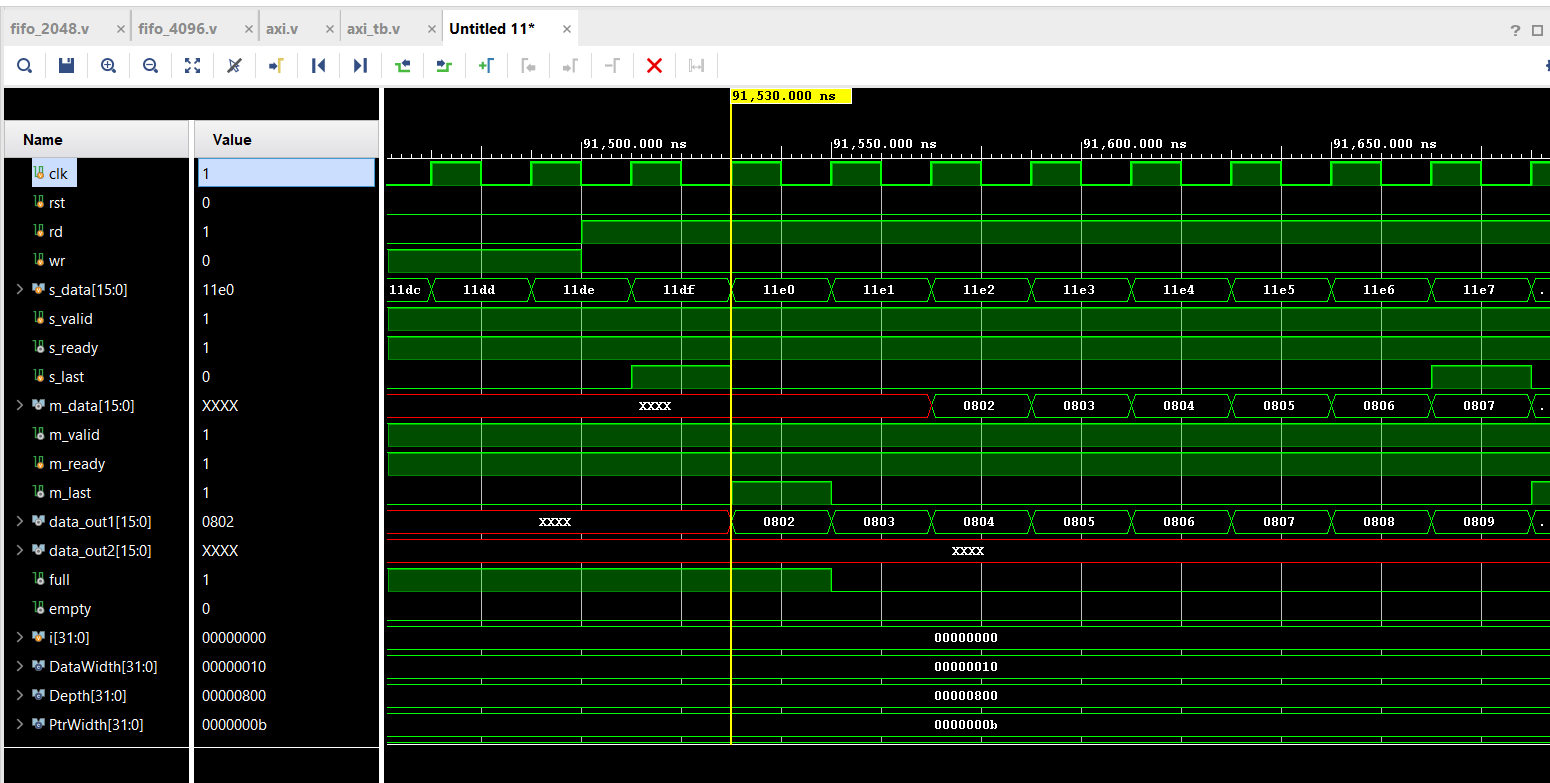 fifo_2048.v × fifo_4096.v × axi.v × axi_tb.v × Untitled 11* ×
?
91,530.000 ns
Name Value
91,500.000 ns 91,550.000 ns 91,600.000 ns 91,650.000 ns
clk 1
rst 0
rd 1
wr 0
s_data[15:0] 11e0 11dc 11dd 11de 11df 11e0 11e1 11e2 11e3 11e4 11e5 11e6 11e7 .
s_valid 1
s_ready 1
s_last 0
m_data[15:0] XXXX XXXX 0802 0803 0804 0805 0806 0807 .
m_valid 1
m_ready 1
m_last 1
data_out1[15:0] 0802 XXXX 0802 0803 0804 0805 0806 0807 0808 0809 .
data_out2[15:0] XXXX XXXX
full 1
empty 0
i[31:0] 00000000 00000000
DataWidth[31:0] 00000010 00000010
Depth[31:0] 00000800 00000800
PtrWidth[31:0] 0000000b 0000000b